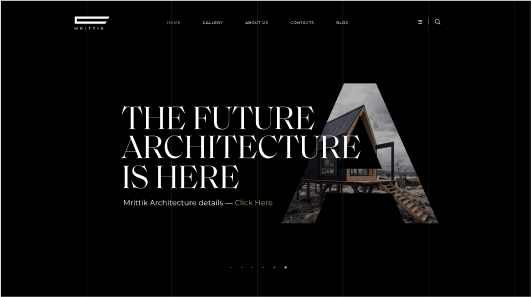 MRITTIK
HOME GALLERY ABOUT US CONTACTS BLOG
THE FUTURE
ARCHITECTURE
IS HERE
Mrittik Architecture details — Click Here
A